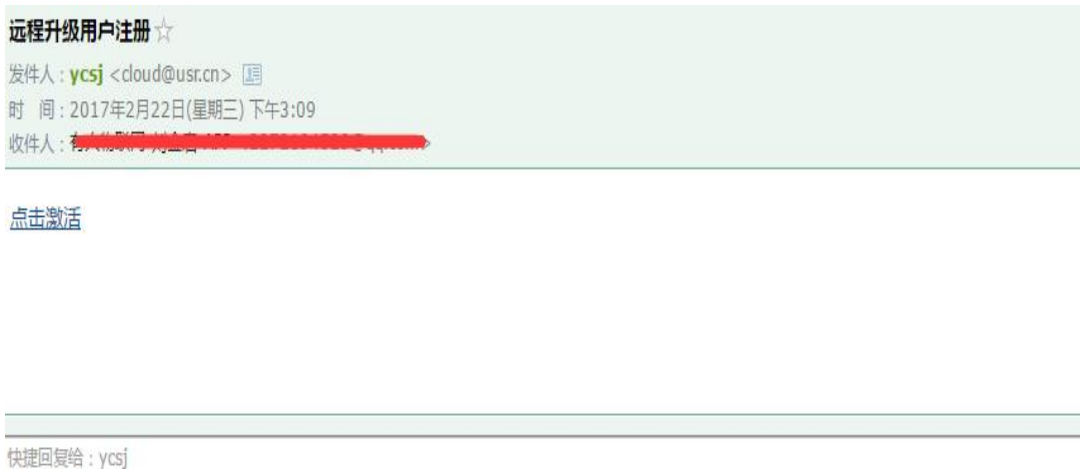 远程升级用户注册
发件人：ycsj <cloud@usr.cn>
时 间：2017年2月22日(星期三) 下午3:09
收件人：
点击激活
快捷回复给：ycsj